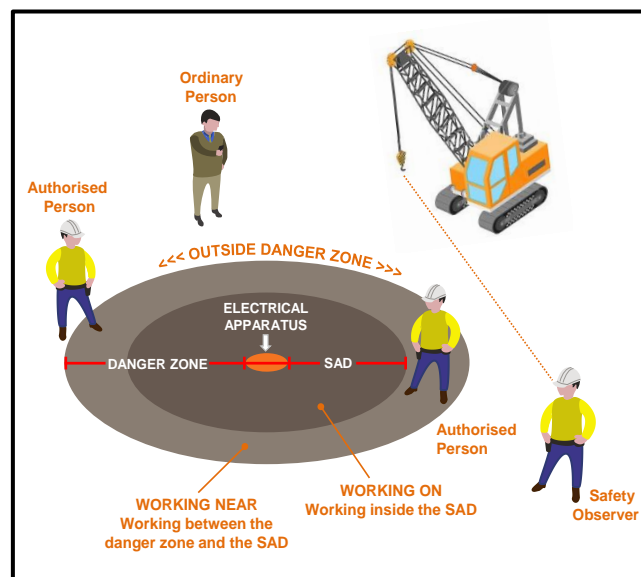 Ordinary
Person
Authorised
Person
<<< OUTSIDE DANGER ZONE >>>
ELECTRICAL
APPARATUS
DANGER ZONE
SAD
Authorised
Person
WORKING NEAR
Working between the
danger zone and the SAD
WORKING ON
Working inside the SAD
Safety
Observer